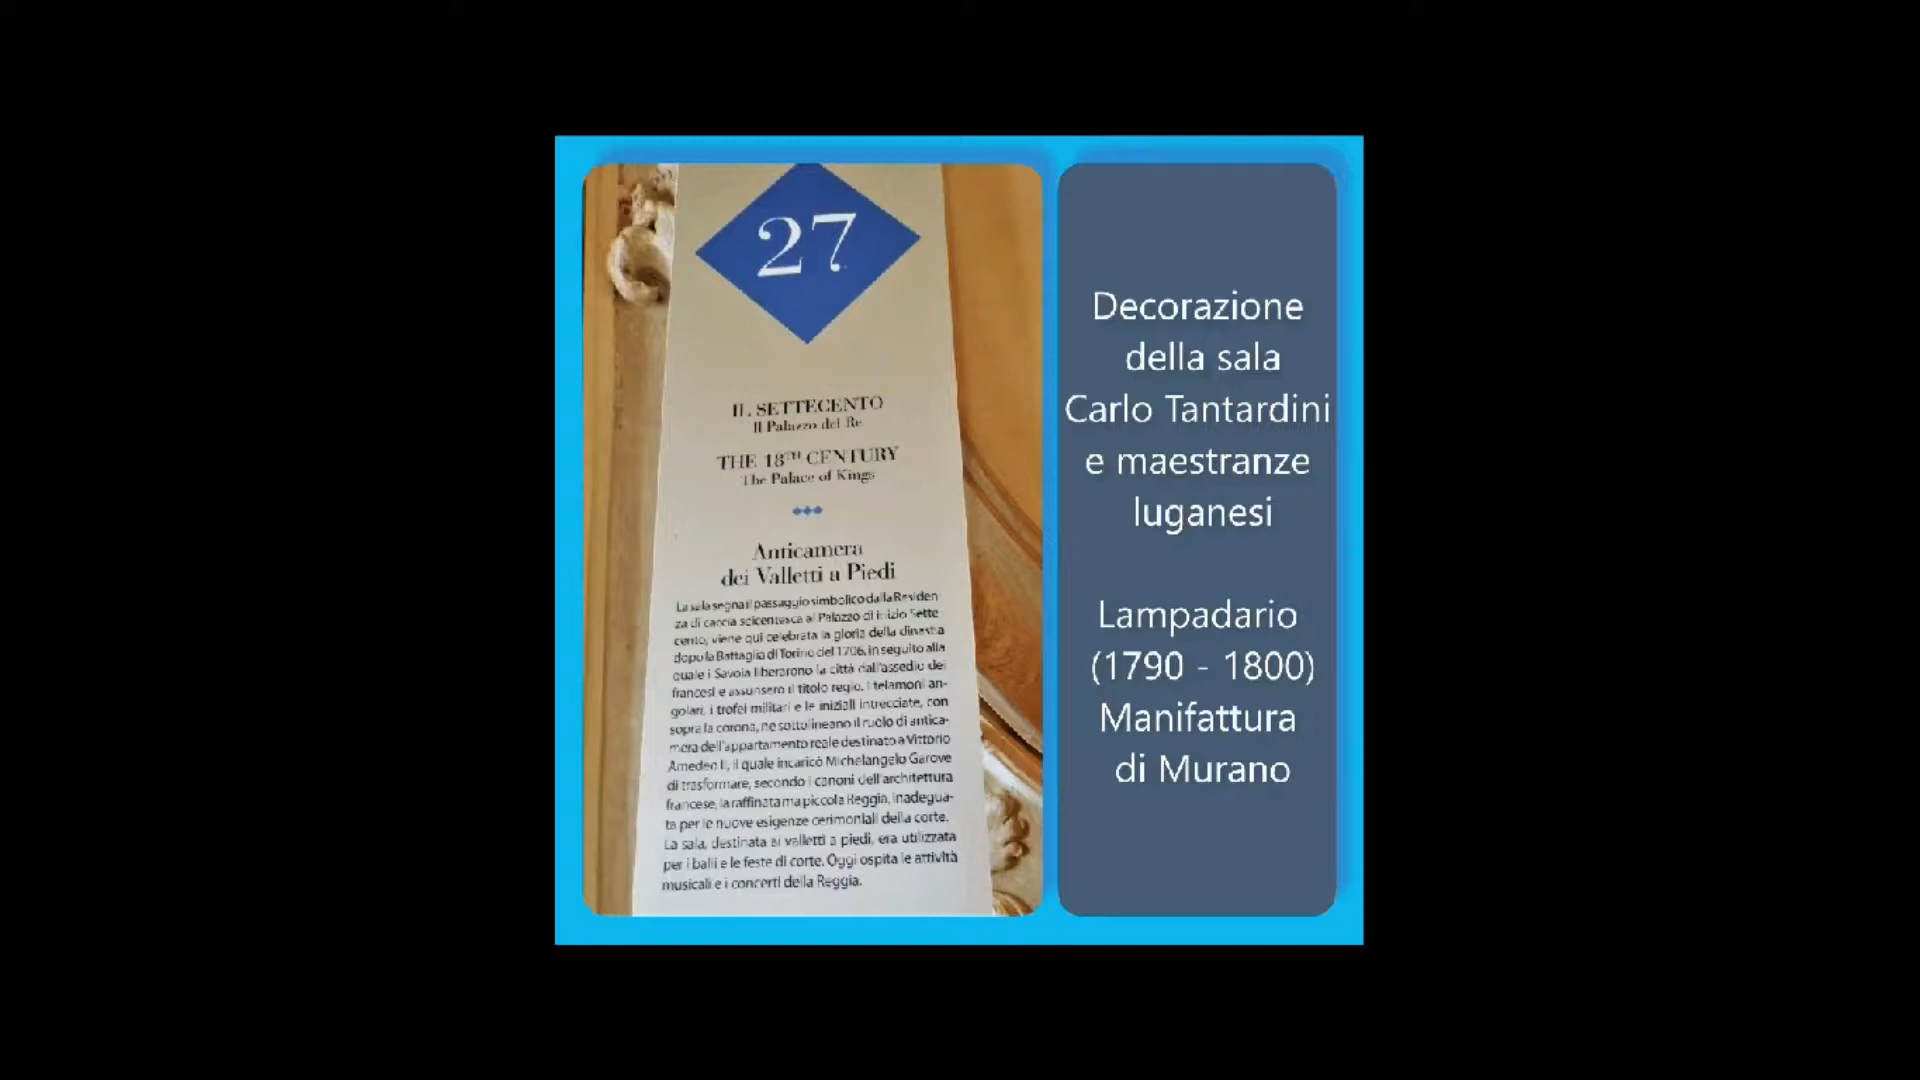 27
IL SETTECENTO
Il Palazzo del Re
THE 18TH CENTURY
The Palace of Kings
Anticamera
dei Valletti a Piedi
La sala segna il passaggio simbolico dalla Residen-
za di caccia seicentesca al Palazzo di inizio Sette-
cento; viene qui celebrata la gloria della dinastia
dopo la Battaglia di Torino del 1706, in seguito alla
quale i Savoia liberarono la città dall'assedio dei
francesi e assunsero il titolo regio. I telamoni an-
golari, i trofei militari e le iniziali intrecciate, con
sopra la corona, ne sottolineano il ruolo di antica-
mera dell'appartamento reale destinato a Vittorio
Amedeo II, il quale incaricò Michelangelo Garove
di trasformare, secondo i canoni dell'architettura
francese, la raffinata ma piccola Reggia, inadegua-
ta per le nuove esigenze cerimoniali della corte.
La sala, destinata ai valletti a piedi, era utilizzata
per i balli e le feste di corte. Oggi ospita le attività
musicali e i concerti della Reggia.
Decorazione
della sala
Carlo Tantardini
e maestranze
luganesi
Lampadario
(1790 - 1800)
Manifattura
di Murano